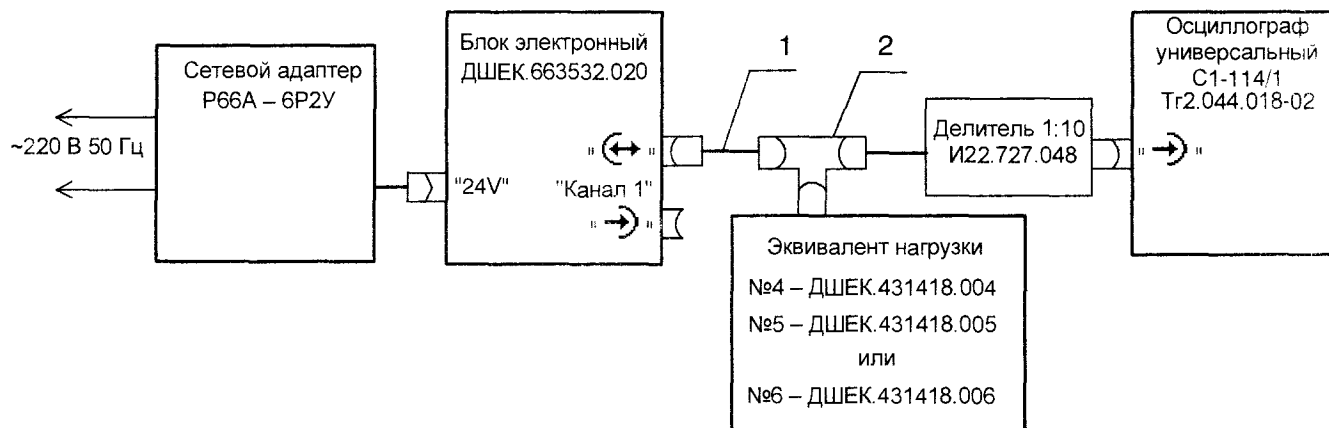 ~220 В 50 Гц
Сетевой адаптер
Р66А – 6Р2У
Блок электронный
ДШЕК.663532.020
"24V"
" "
"Канал 1"
" "
1
2
Эквивалент нагрузки
№4 – ДШЕК.431418.004
№5 – ДШЕК.431418.005
или
№6 – ДШЕК.431418.006
Делитель 1:10
И22.727.048
Осциллограф
универсальный
С1-114/1
Тг2.044.018-02
" "